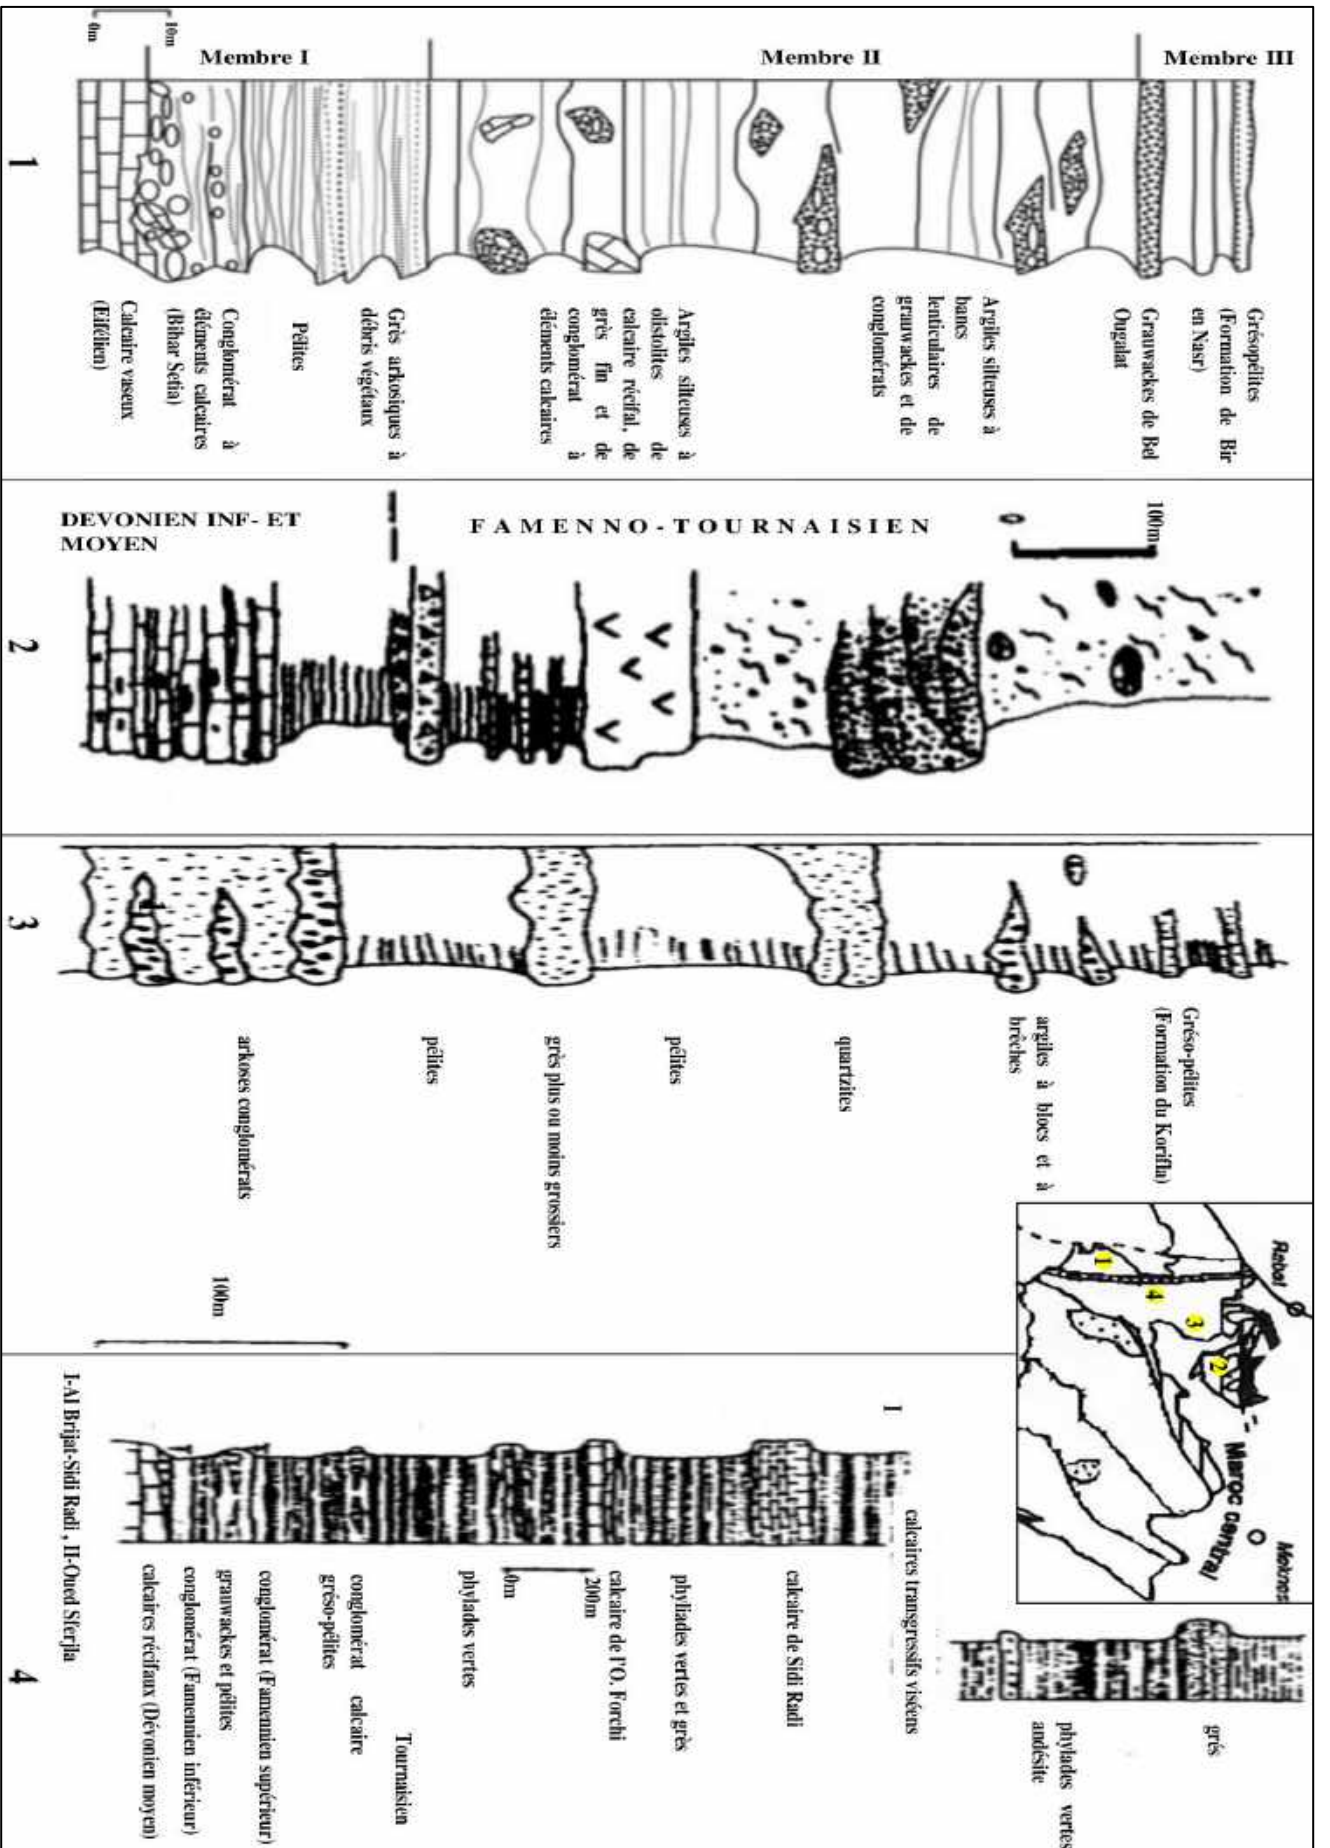 0m
10m
Membre I
Membre II
Membre III
Calcaire vaseux
(Eifélien)
Conglomérat à
éléments calcaires
(Bihar Setia)
Pélites
Grès arkosiques à
débris végétaux
Argiles silteuses à
olistolites de
calcaire récifal, de
grès fin et de
conglomérat à
éléments calcaires
Argiles silteuses à
bancs
lenticulaires de
grauwackes et de
conglomérats
Grauwackes de Bel
Ougalat
Grésopélites
(Formation de Bir
en Nasr)
1
DEVONIEN INF- ET
MOYEN
FAMENNO-TOURNAISIEN
0
100m
2
arkoses conglomérats
pélites
grès plus ou moins grossiers
pélites
quartzites
argiles à blocs et à
brêches
Gréso-pélites
(Formation du Korifla)
100m
3
Rabat
Meknes
Maroc central
1
4
3
2
I
calcaires récifaux (Dévonien moyen)
conglomérat (Famennien inférieur)
grauwackes et pélites
conglomérat (Famennien supérieur)
gréso-pélites
conglomérat calcaire
Tournaisien
phylades vertes
0m
200m
calcaire de l'O. Forchi
phyliades vertes et grès
calcaire de Sidi Radi
calcaires transgressifs viséens
andésite
phylades vertes
grés
I-Al Brijat-Sidi Radi , II-Oued Sferjla
4